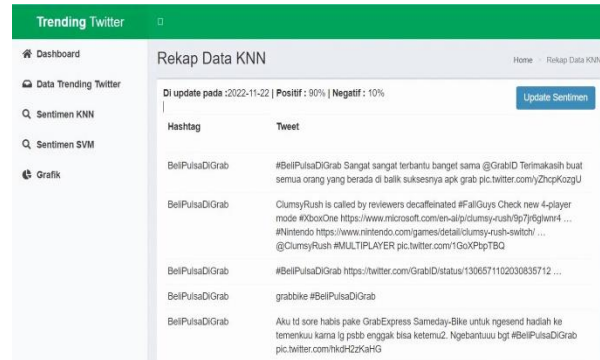 Trending Twitter
Dashboard
Data Trending Twitter
Sentimen KNN
Sentimen SVM
Grafik
Rekap Data KNN
Home
Rekap Data KNN
Di update pada :2022-11-22 | Positif : 90% | Negatif : 10%
Update Sentimen
Hashtag Tweet
BeliPulsaDiGrab #BeliPulsaDiGrab Sangat sangat terbantu banget sama @GrabID Terimakasih buat
semua orang yang berada di balik suksesnya apk grab pic.twitter.com/yZhcpKozgU
BeliPulsaDiGrab ClumsyRush is called by reviewers decaffeinated #FallGuys Check new 4-player
mode #XboxOne https://www.microsoft.com/en-al/p/clumsy-rush/9p7jr6glwnr4 ...
#Nintendo https://www.nintendo.com/games/detail/clumsy-rush-switch/ ...
@ClumsyRush #MULTIPLAYER pic.twitter.com/1GoXPbpTBQ
BeliPulsaDiGrab #BeliPulsaDiGrab https://twitter.com/GrabID/status/1306571102030835712 ...
BeliPulsaDiGrab grabbike #BeliPulsaDiGrab
BeliPulsaDiGrab Aku td sore habis pake GrabExpress Sameday-Bike untuk ngesend hadiah ke
temenkuu karna lg psbb enggak bisa ketemu2. Ngebantuuu bgt #BeliPulsaDiGrab
pic.twitter.com/hkdH2zKaHG